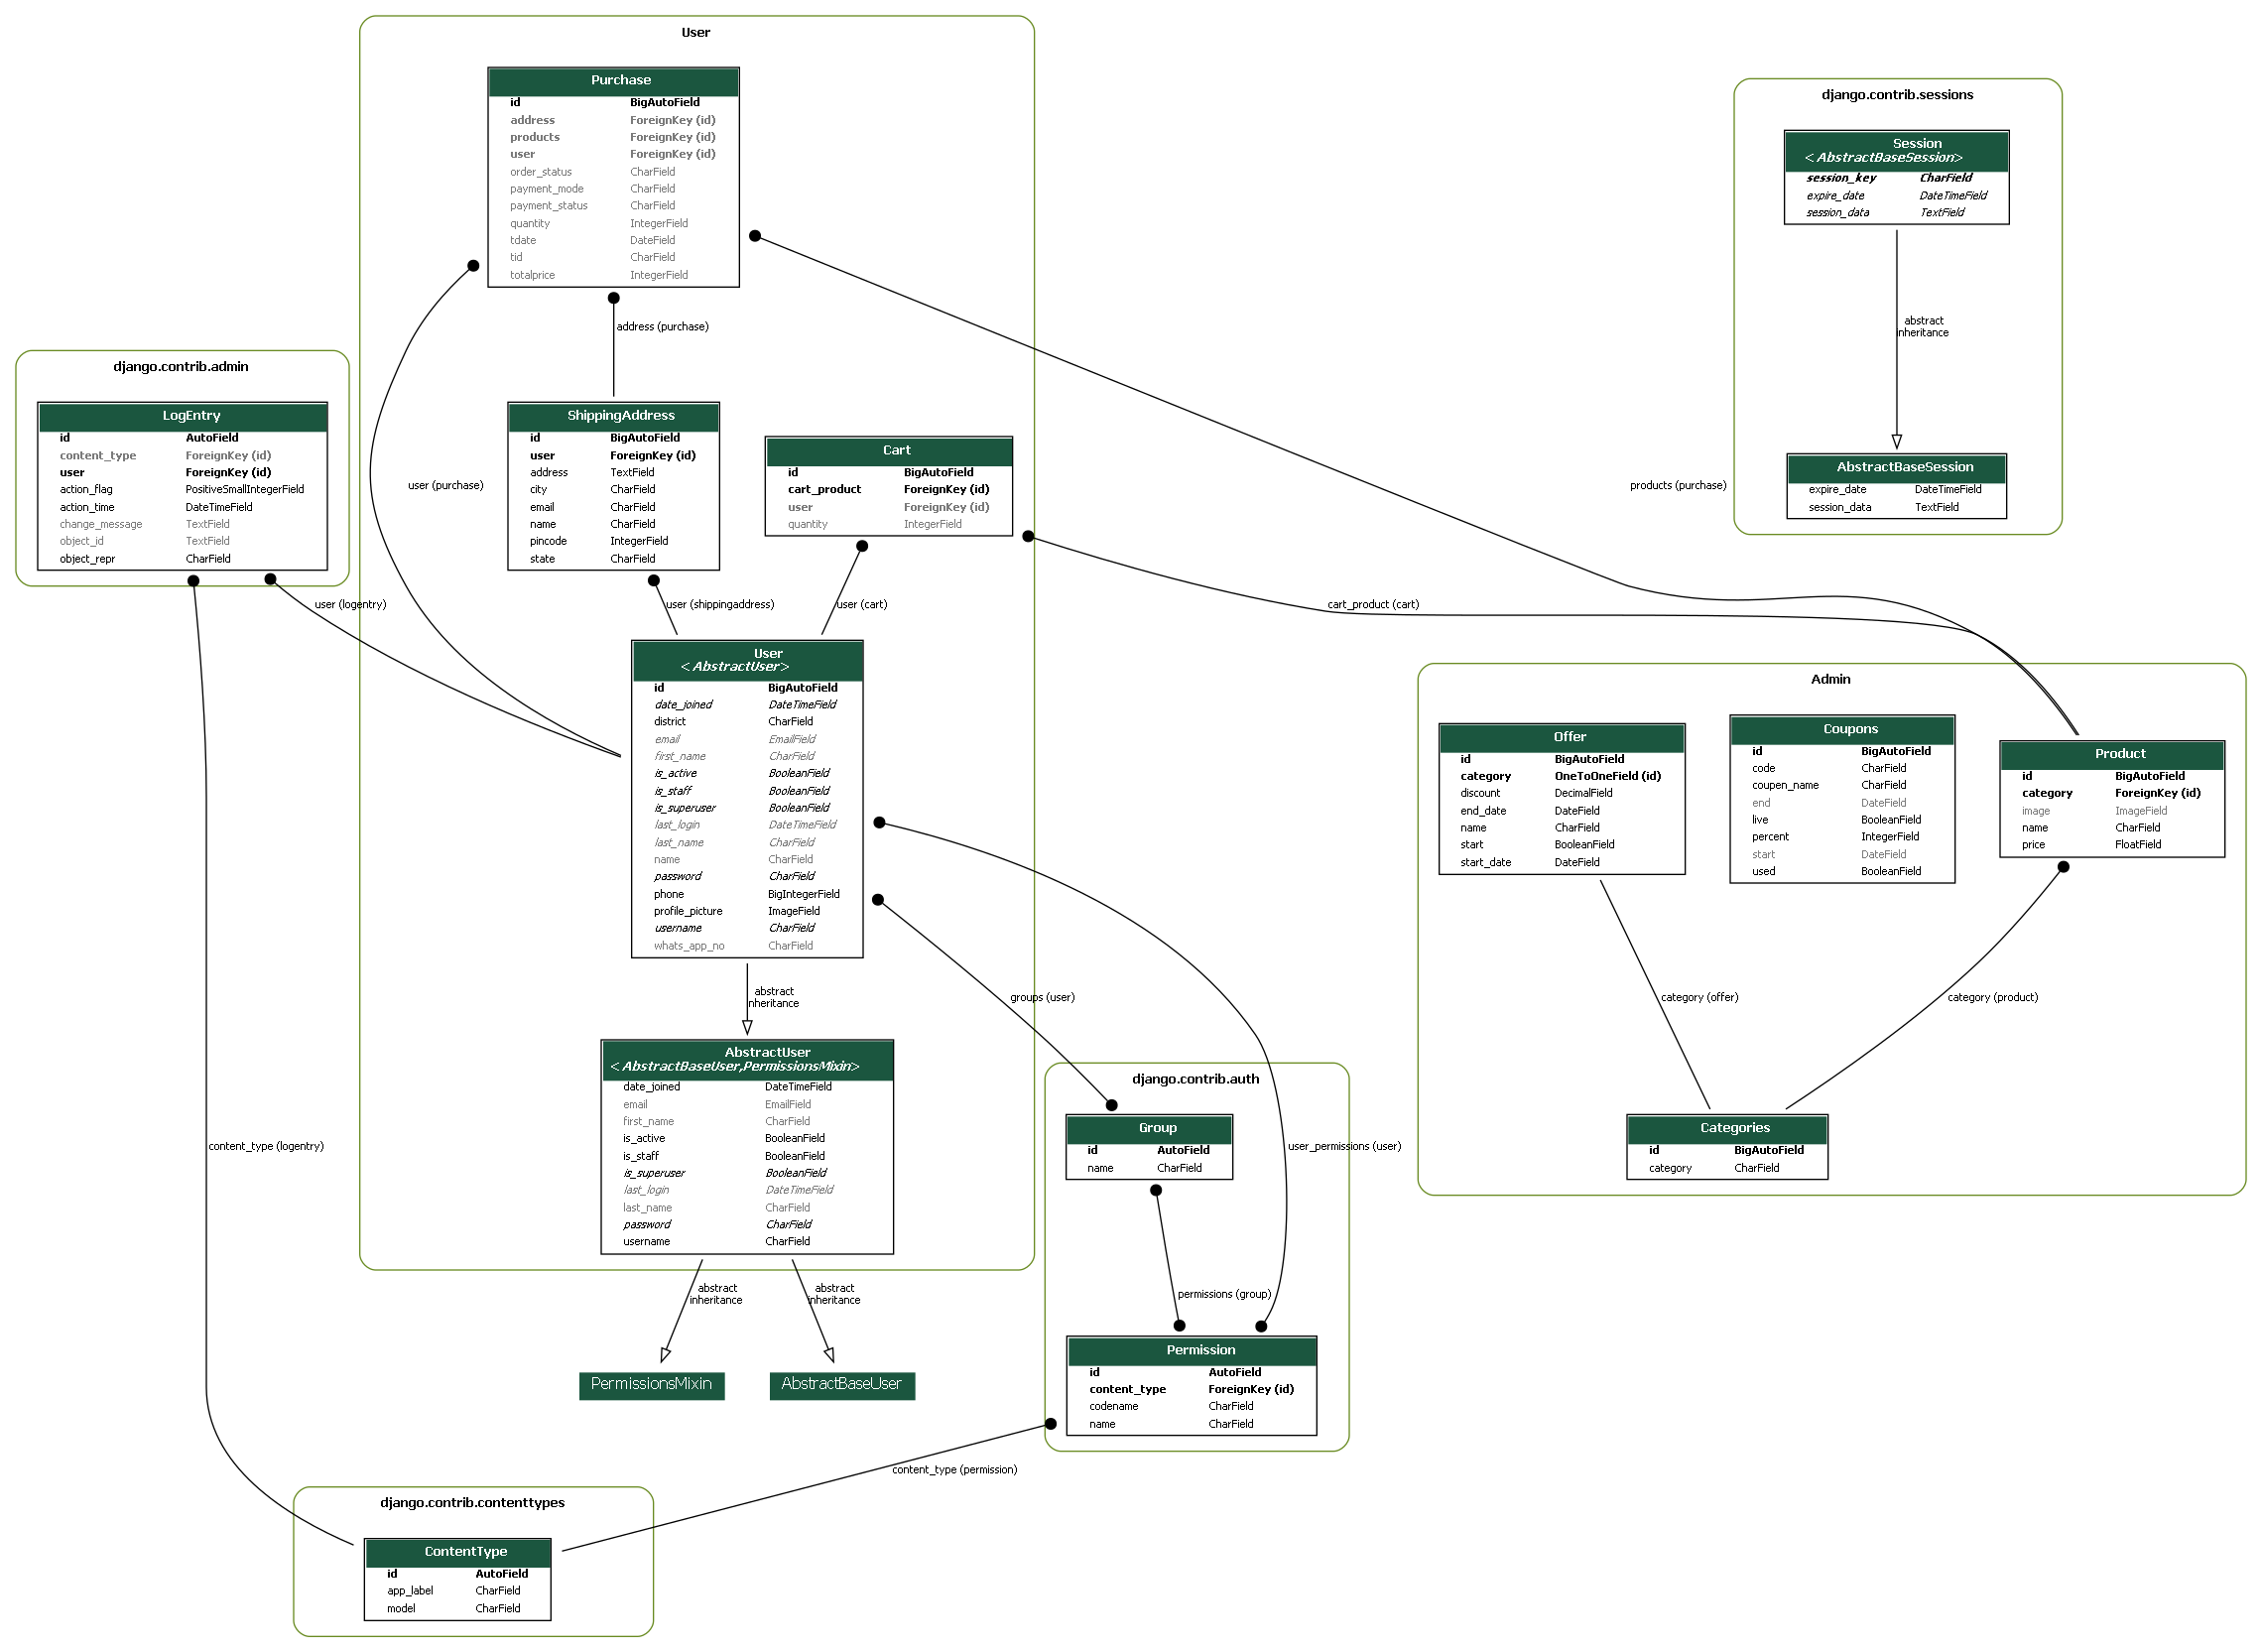 User
Purchase
id BigAutoField
address ForeignKey (id)
products ForeignKey (id)
user ForeignKey (id)
order_status CharField
payment_mode CharField
payment_status CharField
quantity IntegerField
tdate DateField
tid CharField
totalprice IntegerField
address (purchase)
user (purchase)
products (purchase)
django.contrib.sessions
Session
<AbstractBaseSession>
session_key CharField
expire_date DateTimeField
session_data TextField
abstract
inheritance
AbstractBaseSession
expire_date DateTimeField
session_data TextField
django.contrib.admin
LogEntry
id AutoField
content_type ForeignKey (id)
user ForeignKey (id)
action_flag PositiveSmallIntegerField
action_time DateTimeField
change_message TextField
object_id TextField
object_repr CharField
user (logentry)
content_type (logentry)
ShippingAddress
id BigAutoField
user ForeignKey (id)
address TextField
city CharField
email CharField
name CharField
pincode IntegerField
state CharField
user (shippingaddress)
Cart
id BigAutoField
cart_product ForeignKey (id)
user ForeignKey (id)
quantity IntegerField
user (cart)
cart_product (cart)
User
<AbstractUser>
id BigAutoField
date_joined DateTimeField
district CharField
email EmailField
first_name CharField
is_active BooleanField
is_staff BooleanField
is_superuser BooleanField
last_login DateTimeField
last_name CharField
name CharField
password CharField
phone BigIntegerField
profile_picture ImageField
username CharField
whats_app_no CharField
abstract
inheritance
groups (user)
user_permissions (user)
AbstractUser
<AbstractBaseUser,PermissionsMixin>
date_joined DateTimeField
email EmailField
first_name CharField
is_active BooleanField
is_staff BooleanField
is_superuser BooleanField
last_login DateTimeField
last_name CharField
password CharField
username CharField
abstract
inheritance
abstract
inheritance
PermissionsMixin
AbstractBaseUser
Admin
Offer
id BigAutoField
category OneToOneField (id)
discount DecimalField
end_date DateField
name CharField
start BooleanField
start_date DateField
Coupons
id BigAutoField
code CharField
coupen_name CharField
end DateField
live BooleanField
percent IntegerField
start DateField
used BooleanField
Product
id BigAutoField
category ForeignKey (id)
image ImageField
name CharField
price FloatField
category (offer)
category (product)
Categories
id BigAutoField
category CharField
django.contrib.auth
Group
id AutoField
name CharField
permissions (group)
Permission
id AutoField
content_type ForeignKey (id)
codename CharField
name CharField
content_type (permission)
django.contrib.contenttypes
ContentType
id AutoField
app_label CharField
model CharField